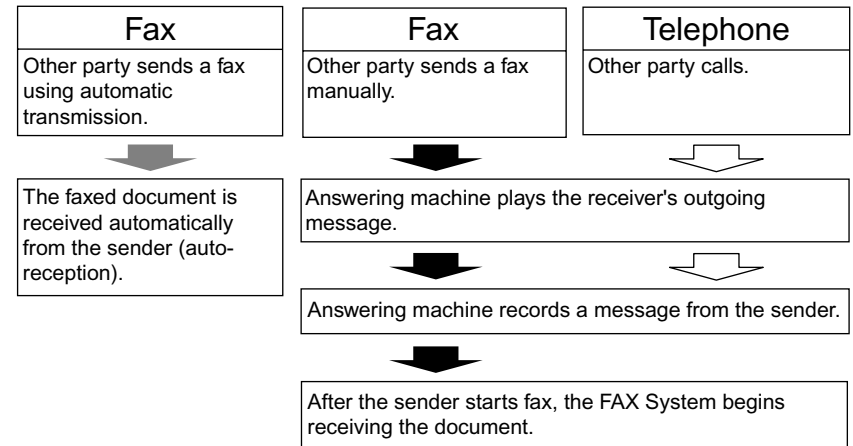 Fax
Other party sends a fax
using automatic
transmission.
The faxed document is
received automatically
from the sender (auto-
reception).
Fax
Other party sends a fax
manually.
Telephone
Other party calls.
Answering machine plays the receiver's outgoing
message.
Answering machine records a message from the sender.
After the sender starts fax, the FAX System begins
receiving the document.